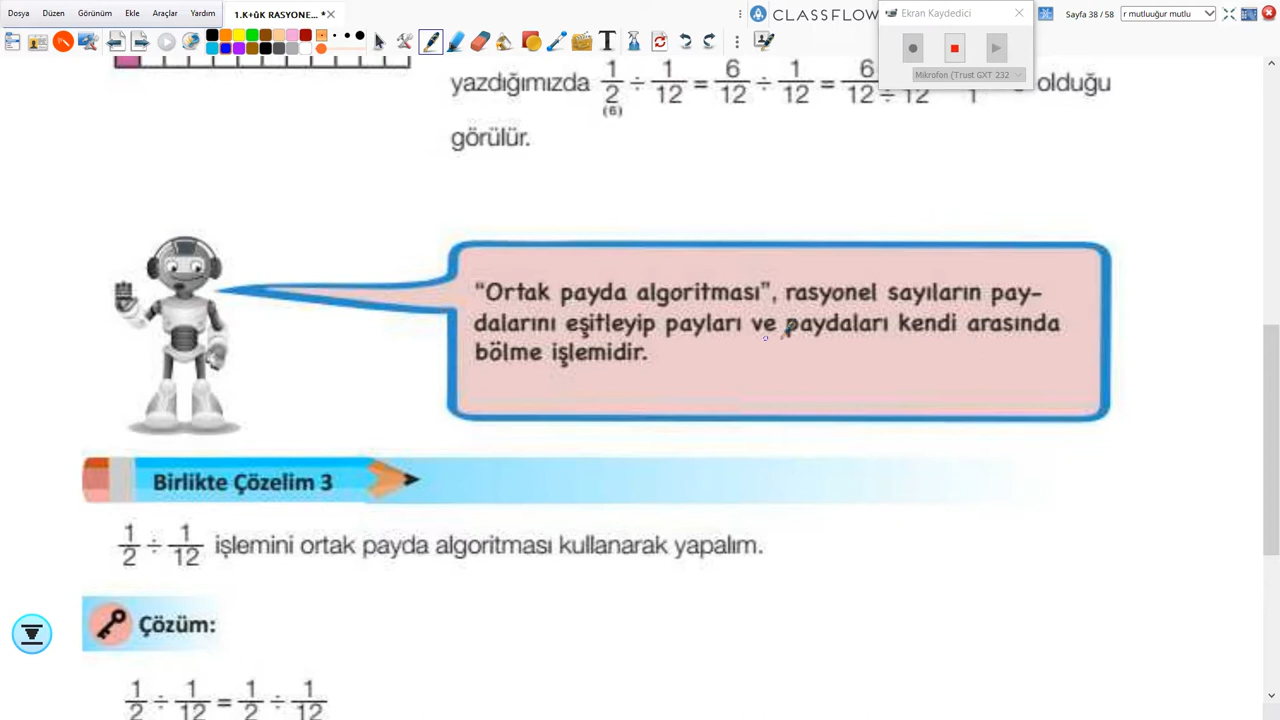 Dosya Düzen Görünüm Ekle Araçlar Yardım 1.K+ûK RASYONE... CLASSFLOW Ekran Kaydedici Sayfa 38 / 58 r mutluuğur mutlu
Mikrofon (Trust GXT 232
yazdığımızda 1/2 ÷ 1/12 = 6/12 ÷ 1/12 = 6 olduğu
(6) 12 ÷ 12 1
görülür.
"Ortak payda algoritması", rasyonel sayıların pay-
dalarını eşitleyip payları ve paydaları kendi arasında
bölme işlemidir.
Birlikte Çözelim 3
1/2 ÷ 1/12 işlemini ortak payda algoritması kullanarak yapalım.
Çözüm:
1/2 ÷ 1/12 = 1/2 ÷ 1/12